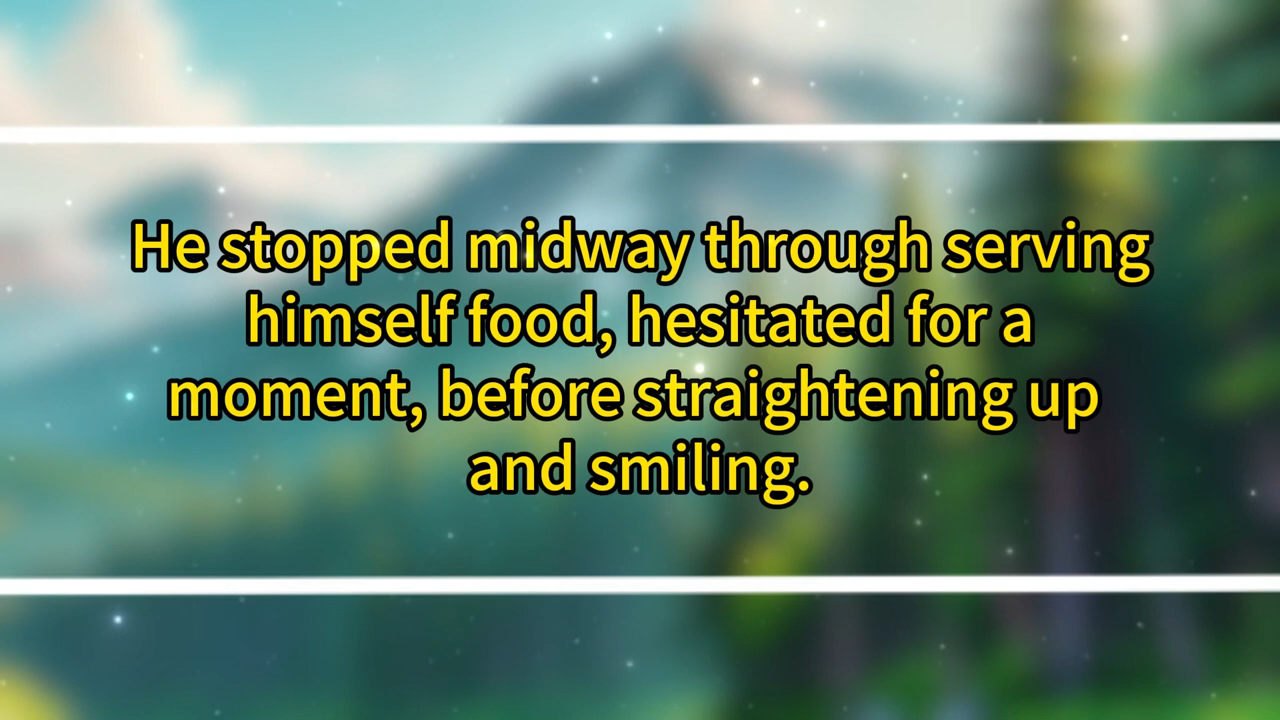 He stopped midway through serving
himself food, hesitated for a
moment, before straightening up
and smiling.